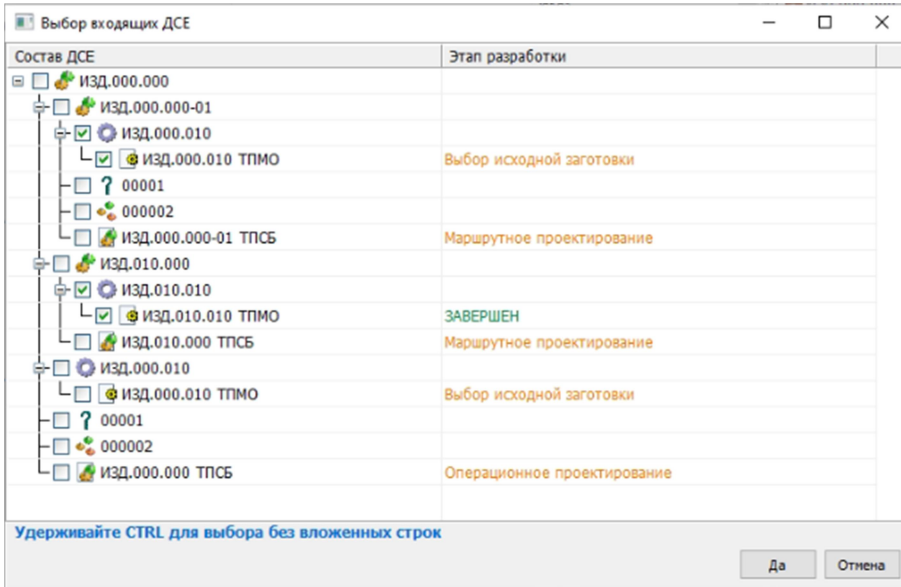 Выбор входящих ДСЕ
Состав ДСЕ Этап разработки
ИЗД.000.000
ИЗД.000.000-01
ИЗД.000.010
ИЗД.000.010 ТПМО Выбор исходной заготовки
00001
000002
ИЗД.000.000-01 ТПСБ Маршрутное проектирование
ИЗД.010.000
ИЗД.010.010
ИЗД.010.010 ТПМО ЗАВЕРШЕН
ИЗД.010.000 ТПСБ Маршрутное проектирование
ИЗД.000.010
ИЗД.000.010 ТПМО Выбор исходной заготовки
00001
000002
ИЗД.000.000 ТПСБ Операционное проектирование
Удерживайте CTRL для выбора без вложенных строк
Да Отмена